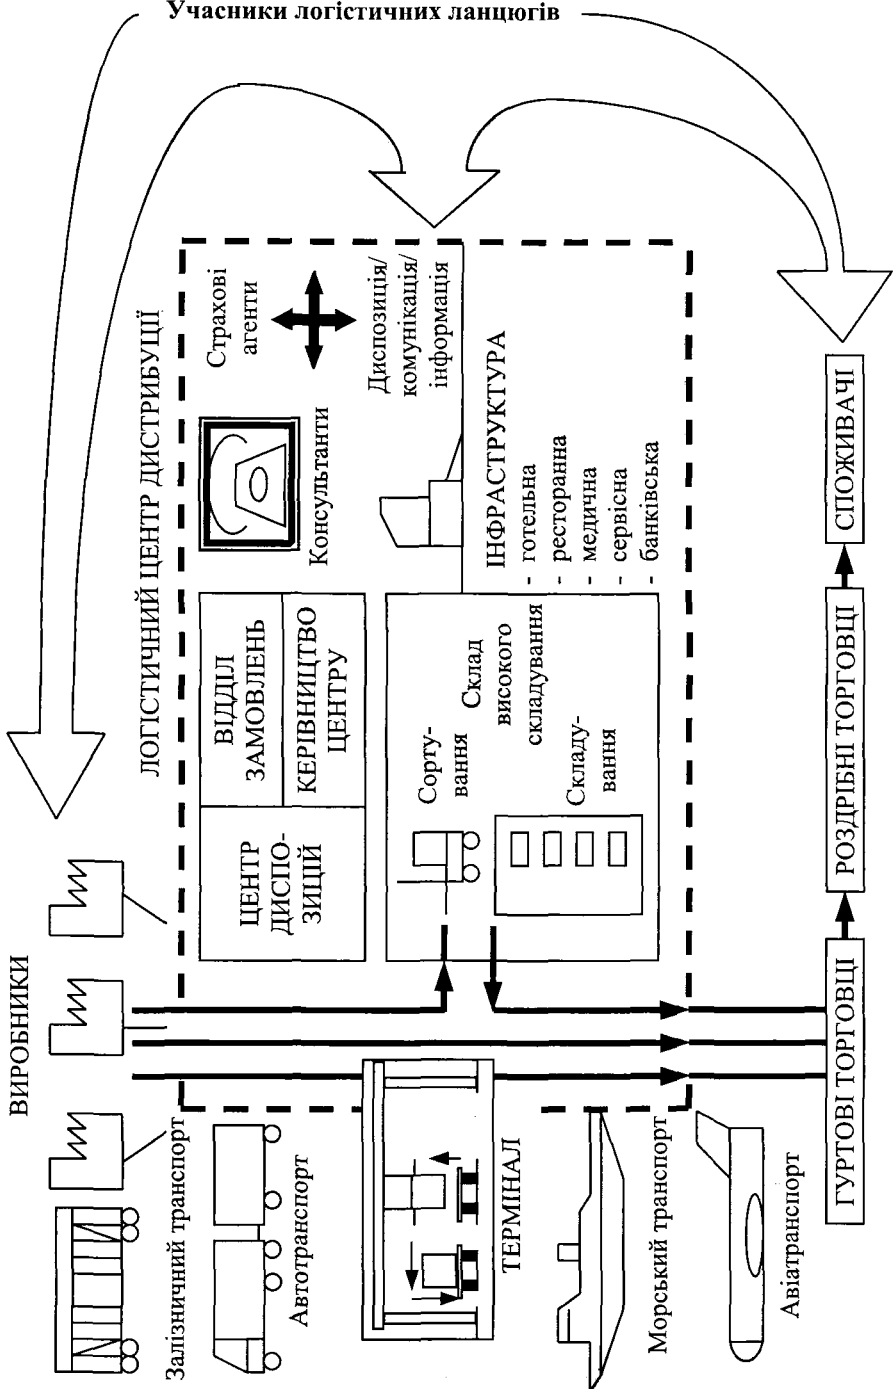 Учасники логістичних ланцюгів
ВИРОБНИКИ
ЛОГІСТИЧНИЙ ЦЕНТР ДИСТРИБУЦІЇ
Залізничний транспорт
Автотранспорт
ТЕРМІНАЛ
Морський транспорт
Авіатранспорт
ЦЕНТР
ДИСПО-
ЗИЦІЙ
ВІДДІЛ
ЗАМОВЛЕНЬ
КЕРІВНИЦТВО
ЦЕНТРУ
Консультанти
Страхові
агенти
Диспозиція/
комунікація/
інформація
Сорту-
вання
Склад
високого
складування
Складу-
вання
ІНФРАСТРУКТУРА
- готельна
- ресторанна
- медична
- сервісна
- банківська
ГУРТОВІ ТОРГОВЦІ
РОЗДРІБНІ ТОРГОВЦІ
СПОЖИВАЧІ